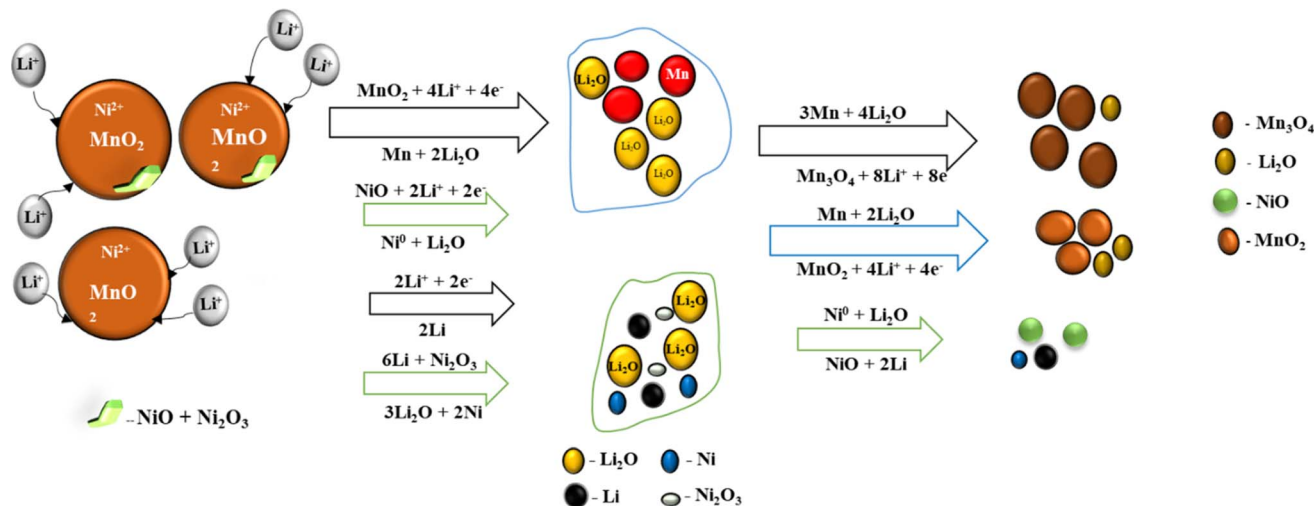 Li⁺
Li⁺
Li⁺
Ni²⁺
MnO₂
Ni²⁺
MnO
2
Li⁺
Ni²⁺
MnO
2
Li⁺
Li⁺
Li⁺
-- NiO + Ni₂O₃
MnO₂ + 4Li⁺ + 4e⁻
Mn + 2Li₂O
NiO + 2Li⁺ + 2e⁻
Ni⁰ + Li₂O
2Li⁺ + 2e⁻
2Li
6Li + Ni₂O₃
3Li₂O + 2Ni
Li₂O
Mn
Li₂O
Li₂O
Li₂O
Li₂O
Li₂O
Li₂O
- Li₂O
- Ni
- Li
- Ni₂O₃
3Mn + 4Li₂O
Mn₃O₄ + 8Li⁺ + 8e
Mn + 2Li₂O
MnO₂ + 4Li⁺ + 4e⁻
Ni⁰ + Li₂O
NiO + 2Li
- Mn₃O₄
- Li₂O
- NiO
- MnO₂